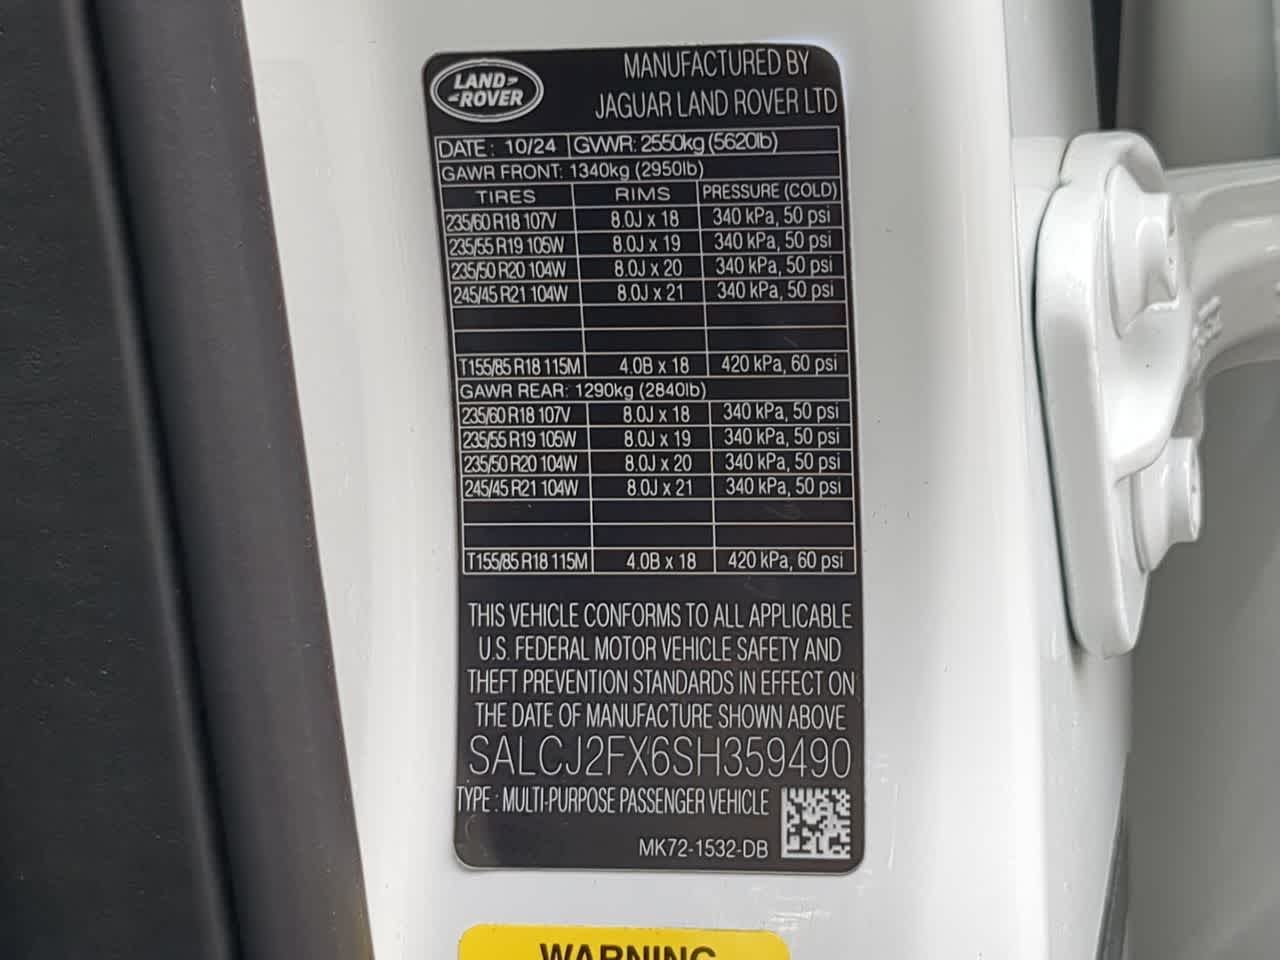 LAND-
-ROVER
MANUFACTURED BY
JAGUAR LAND ROVER LTD
DATE: 10/24 GVWR: 2550kg (5620lb)
GAWR FRONT: 1340kg (2950lb)
TIRES RIMS PRESSURE (COLD)
235/60 R18 107V 8.0J x 18 340 kPa, 50 psi
235/55 R19 105W 8.0J x 19 340 kPa, 50 psi
235/50 R20 104W 8.0J x 20 340 kPa, 50 psi
245/45 R21 104W 8.0J x 21 340 kPa, 50 psi
T155/85 R18 115M 4.0B x 18 420 kPa, 60 psi
GAWR REAR: 1290kg (2840lb)
235/60 R18 107V 8.0J x 18 340 kPa, 50 psi
235/55 R19 105W 8.0J x 19 340 kPa, 50 psi
235/50 R20 104W 8.0J x 20 340 kPa, 50 psi
245/45 R21 104W 8.0J x 21 340 kPa, 50 psi
T155/85 R18 115M 4.0B x 18 420 kPa, 60 psi
THIS VEHICLE CONFORMS TO ALL APPLICABLE
U.S. FEDERAL MOTOR VEHICLE SAFETY AND
THEFT PREVENTION STANDARDS IN EFFECT ON
THE DATE OF MANUFACTURE SHOWN ABOVE
SALCJ2FX6SH359490
TYPE : MULTI-PURPOSE PASSENGER VEHICLE
MK72-1532-DB
WARNING